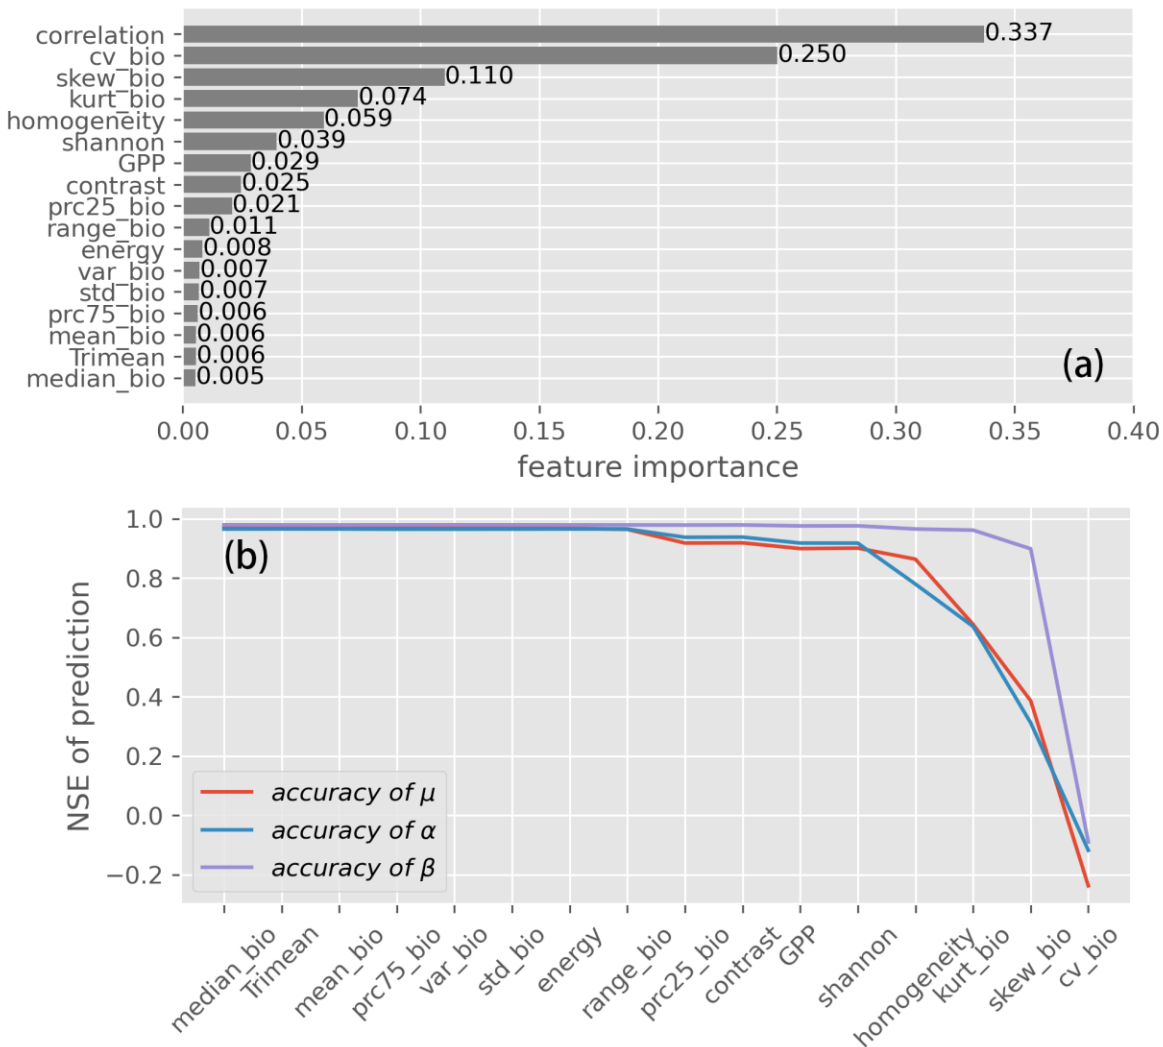 correlation 0.337
cv_bio 0.250
skew_bio 0.110
kurt_bio 0.074
homogeneity 0.059
shannon 0.039
GPP 0.029
contrast 0.025
prc25_bio 0.021
range_bio 0.011
energy 0.008
var_bio 0.007
std_bio 0.007
prc75_bio 0.006
mean_bio 0.006
Trimean 0.006
median_bio 0.005
(a)
0.00 0.05 0.10 0.15 0.20 0.25 0.30 0.35 0.40
feature importance
(b)
NSE of prediction
1.0
0.8
0.6
0.4
0.2
0.0
−0.2
accuracy of μ
accuracy of α
accuracy of β
median_bio
Trimean
mean_bio
prc75_bio
var_bio
std_bio
energy
range_bio
prc25_bio
contrast
GPP
shannon
homogeneity
kurt_bio
skew_bio
cv_bio